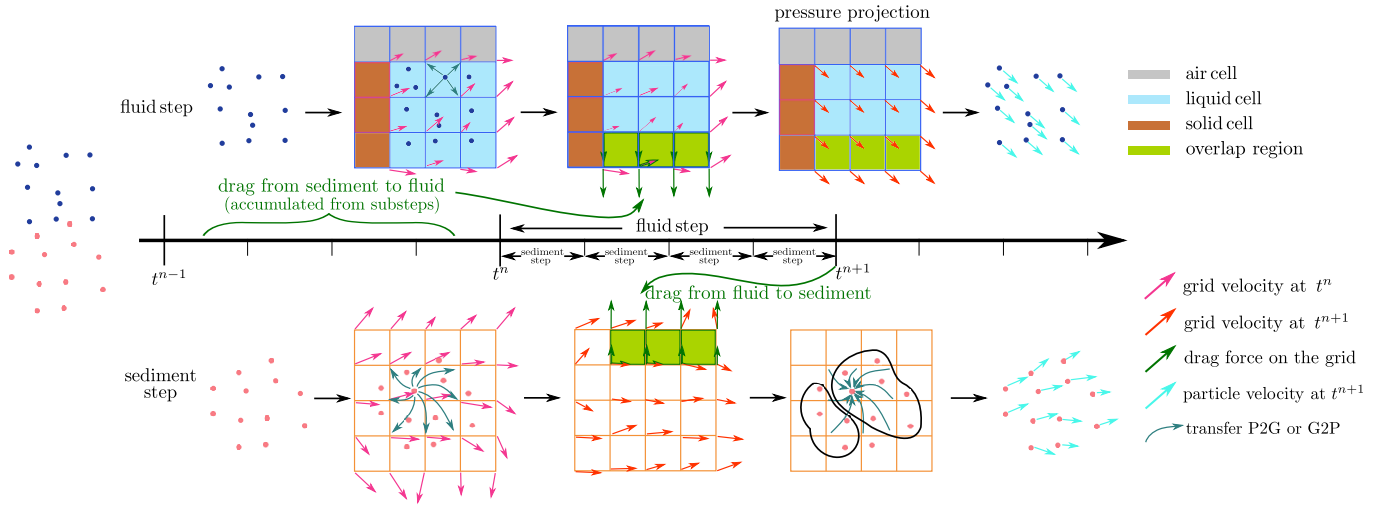 pressure projection
fluid step
air cell
liquid cell
solid cell
overlap region
drag from sediment to fluid
(accumulated from substeps)
fluid step
sediment step
sediment step
sediment step
sediment step
t^{n-1}
t^n
t^{n+1}
drag from fluid to sediment
sediment
step
grid velocity at t^n
grid velocity at t^{n+1}
drag force on the grid
particle velocity at t^{n+1}
transfer P2G or G2P